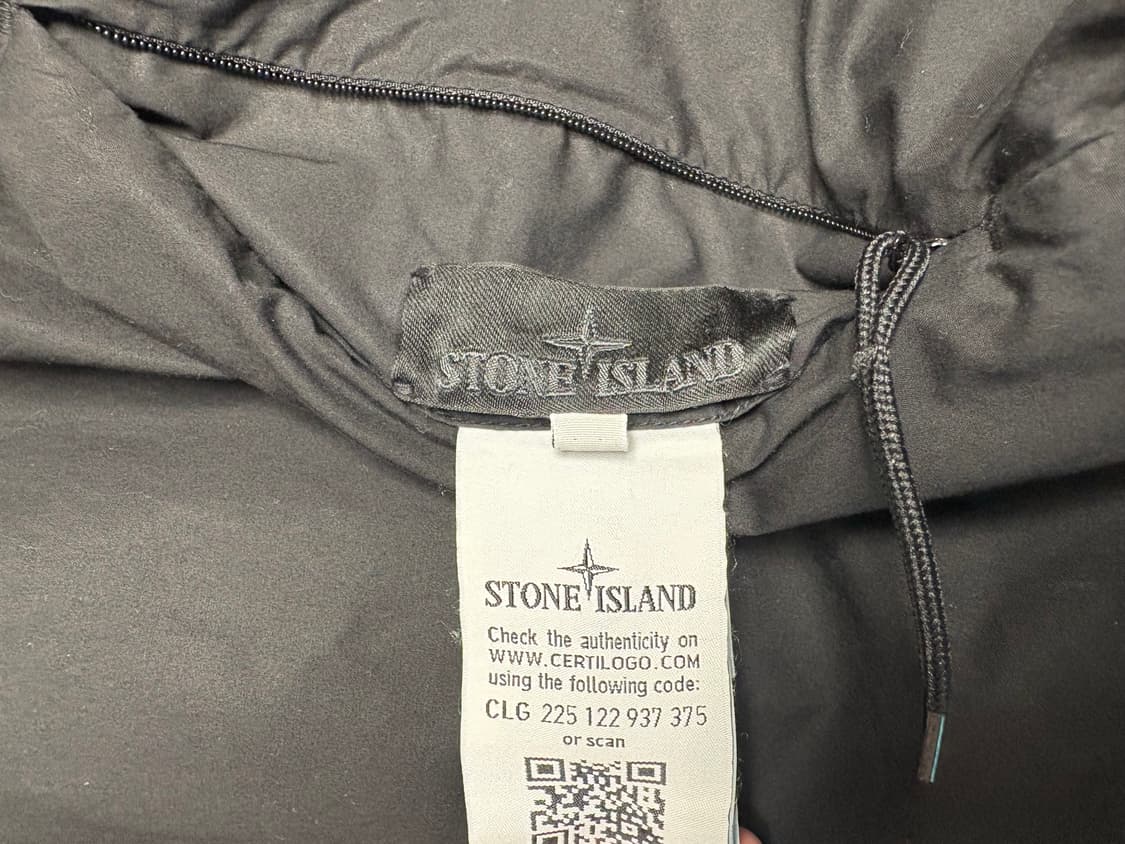 STONE ISLAND
STONE ISLAND
Check the authenticity on
WWW.CERTILOGO.COM
using the following code:
CLG 225 122 937 375
or scan